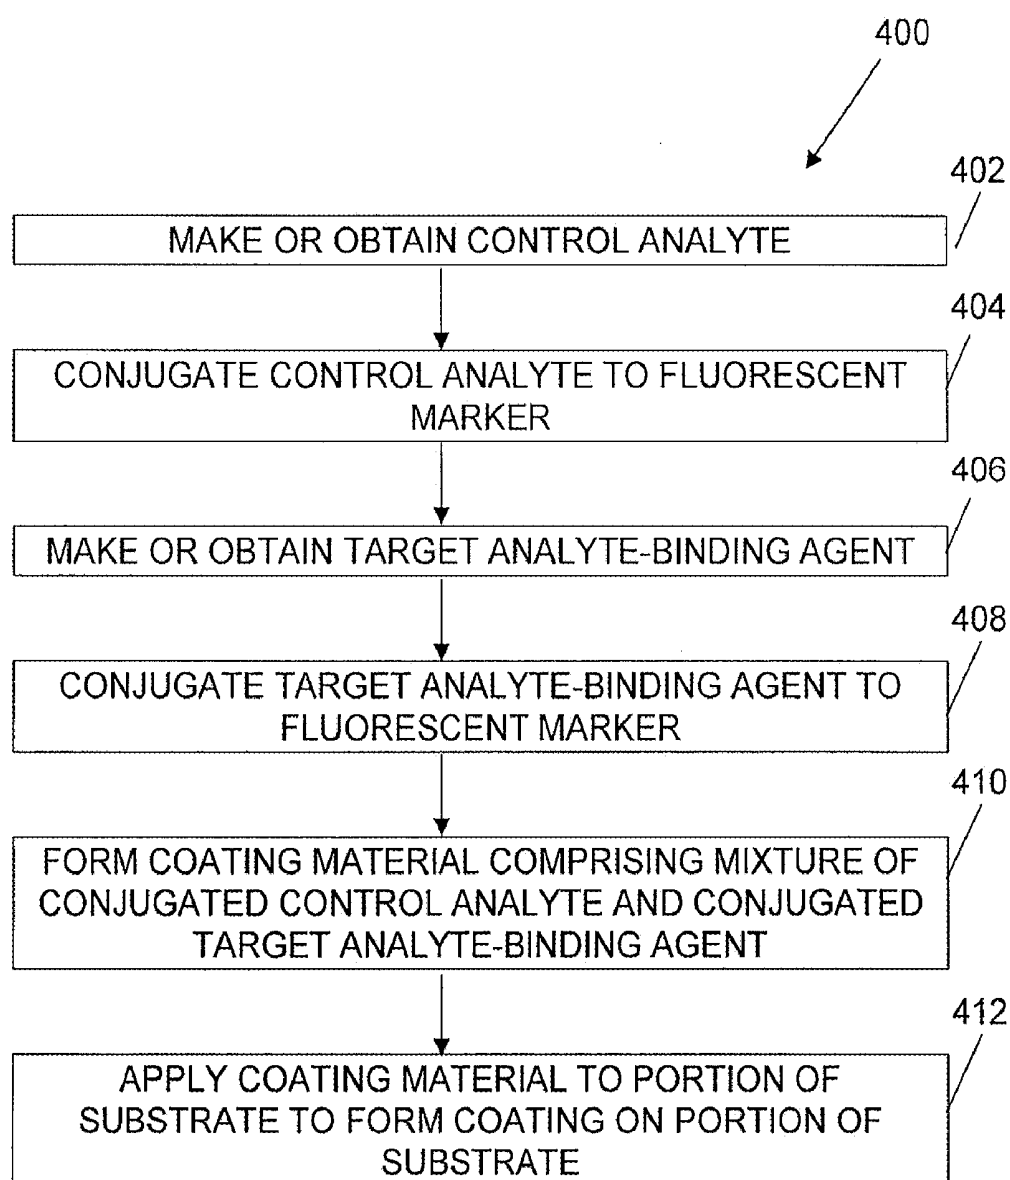 400
402
MAKE OR OBTAIN CONTROL ANALYTE
404
CONJUGATE CONTROL ANALYTE TO FLUORESCENT
MARKER
406
MAKE OR OBTAIN TARGET ANALYTE-BINDING AGENT
408
CONJUGATE TARGET ANALYTE-BINDING AGENT TO
FLUORESCENT MARKER
410
FORM COATING MATERIAL COMPRISING MIXTURE OF
CONJUGATED CONTROL ANALYTE AND CONJUGATED
TARGET ANALYTE-BINDING AGENT
412
APPLY COATING MATERIAL TO PORTION OF
SUBSTRATE TO FORM COATING ON PORTION OF
SUBSTRATE